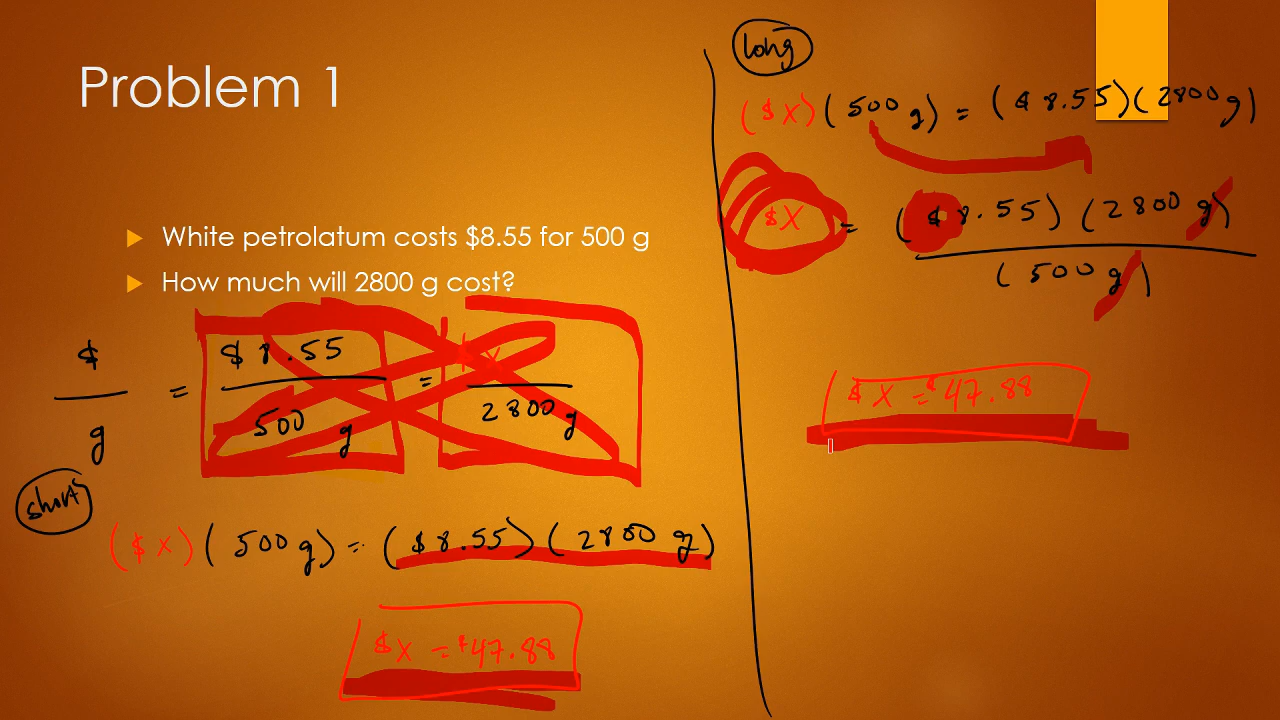 Problem 1
White petrolatum costs $8.55 for 500 g
How much will 2800 g cost?
$ / g = $8.55 / 500 g = $ X / 2800 g
short
($ X)(500 g) = ($8.55)(2800 g)
$ X = $47.88
long
($ X)(500 g) = ($8.55)(2800 g)
$ X = ($8.55)(2800 g) / (500 g)
$ X = $47.88